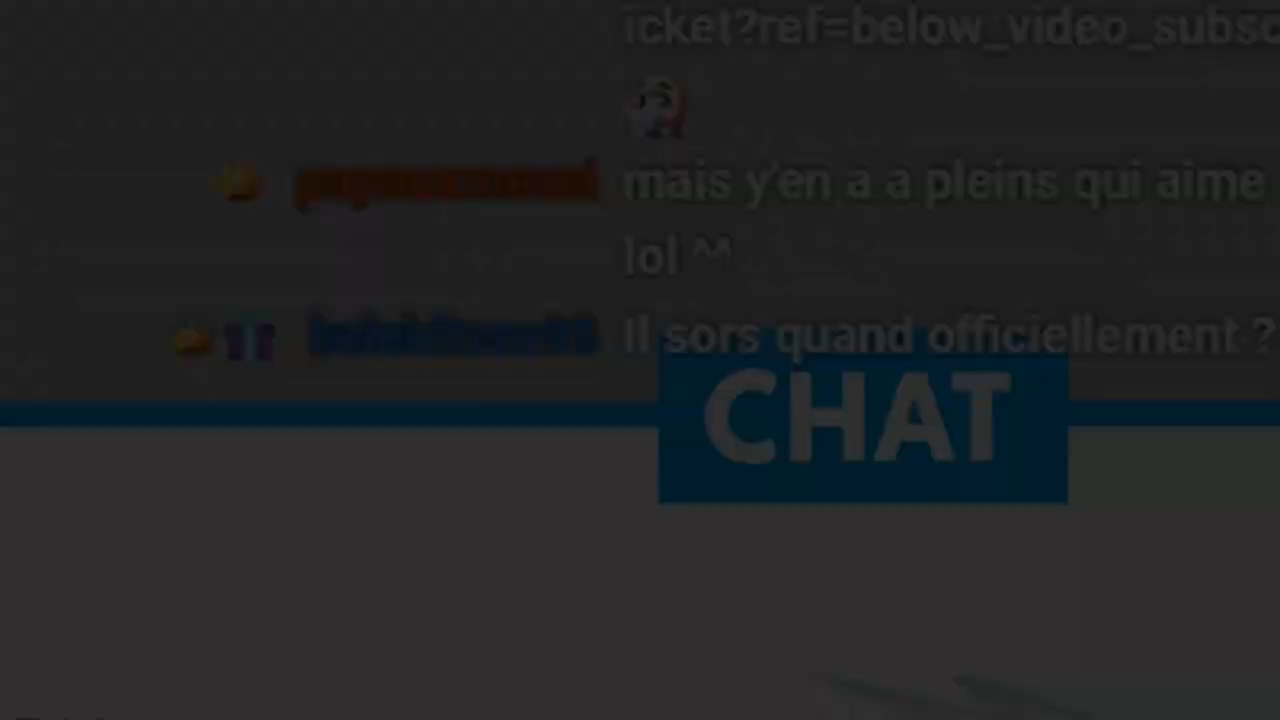 icket?ref=below_video_subsc
mais y'en a a pleins qui aime
lol ^^
Il sors quand officiellement ?
CHAT